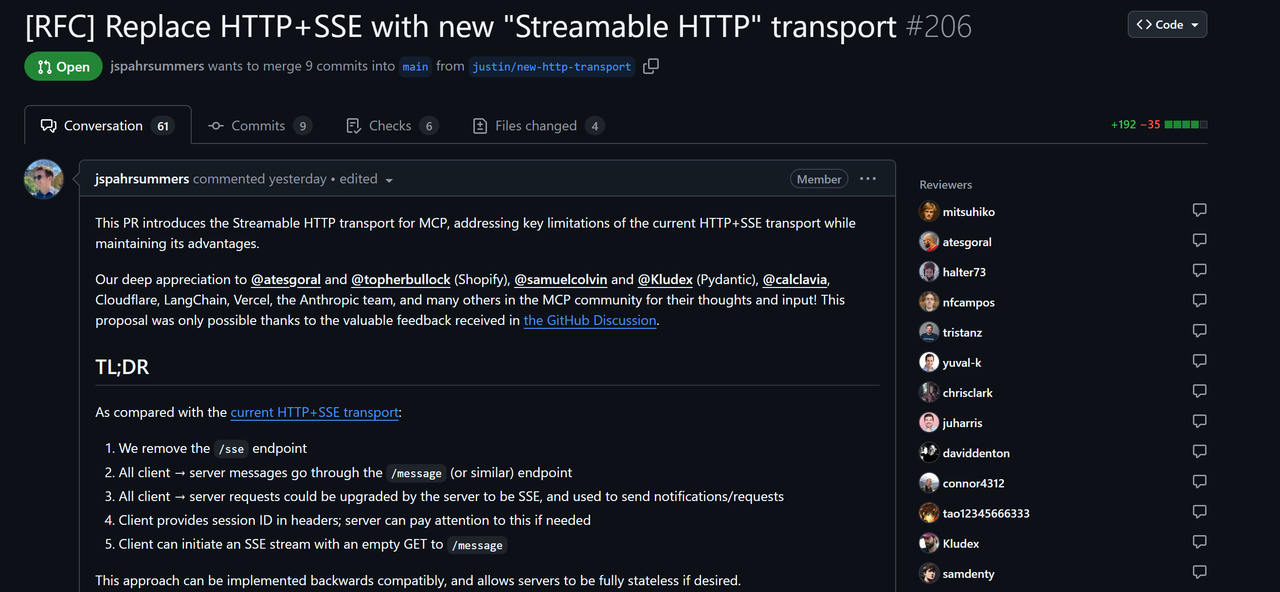 [RFC] Replace HTTP+SSE with new "Streamable HTTP" transport #206
<> Code
Open jspahrsummers wants to merge 9 commits into main from justin/new-http-transport
Conversation 61 Commits 9 Checks 6 Files changed 4
+192 −35
jspahrsummers commented yesterday • edited
Member
This PR introduces the Streamable HTTP transport for MCP, addressing key limitations of the current HTTP+SSE transport while
maintaining its advantages.
Our deep appreciation to @atesgoral and @topherbullock (Shopify), @samuelcolvin and @Kludex (Pydantic), @calclavia,
Cloudflare, LangChain, Vercel, the Anthropic team, and many others in the MCP community for their thoughts and input! This
proposal was only possible thanks to the valuable feedback received in the GitHub Discussion.
TL;DR
As compared with the current HTTP+SSE transport:
1. We remove the /sse endpoint
2. All client → server messages go through the /message (or similar) endpoint
3. All client → server requests could be upgraded by the server to be SSE, and used to send notifications/requests
4. Client provides session ID in headers; server can pay attention to this if needed
5. Client can initiate an SSE stream with an empty GET to /message
This approach can be implemented backwards compatibly, and allows servers to be fully stateless if desired.
Reviewers
mitsuhiko
atesgoral
halter73
nfcampos
tristanz
yuval-k
chrisclark
juharris
daviddenton
connor4312
tao12345666333
Kludex
samdenty